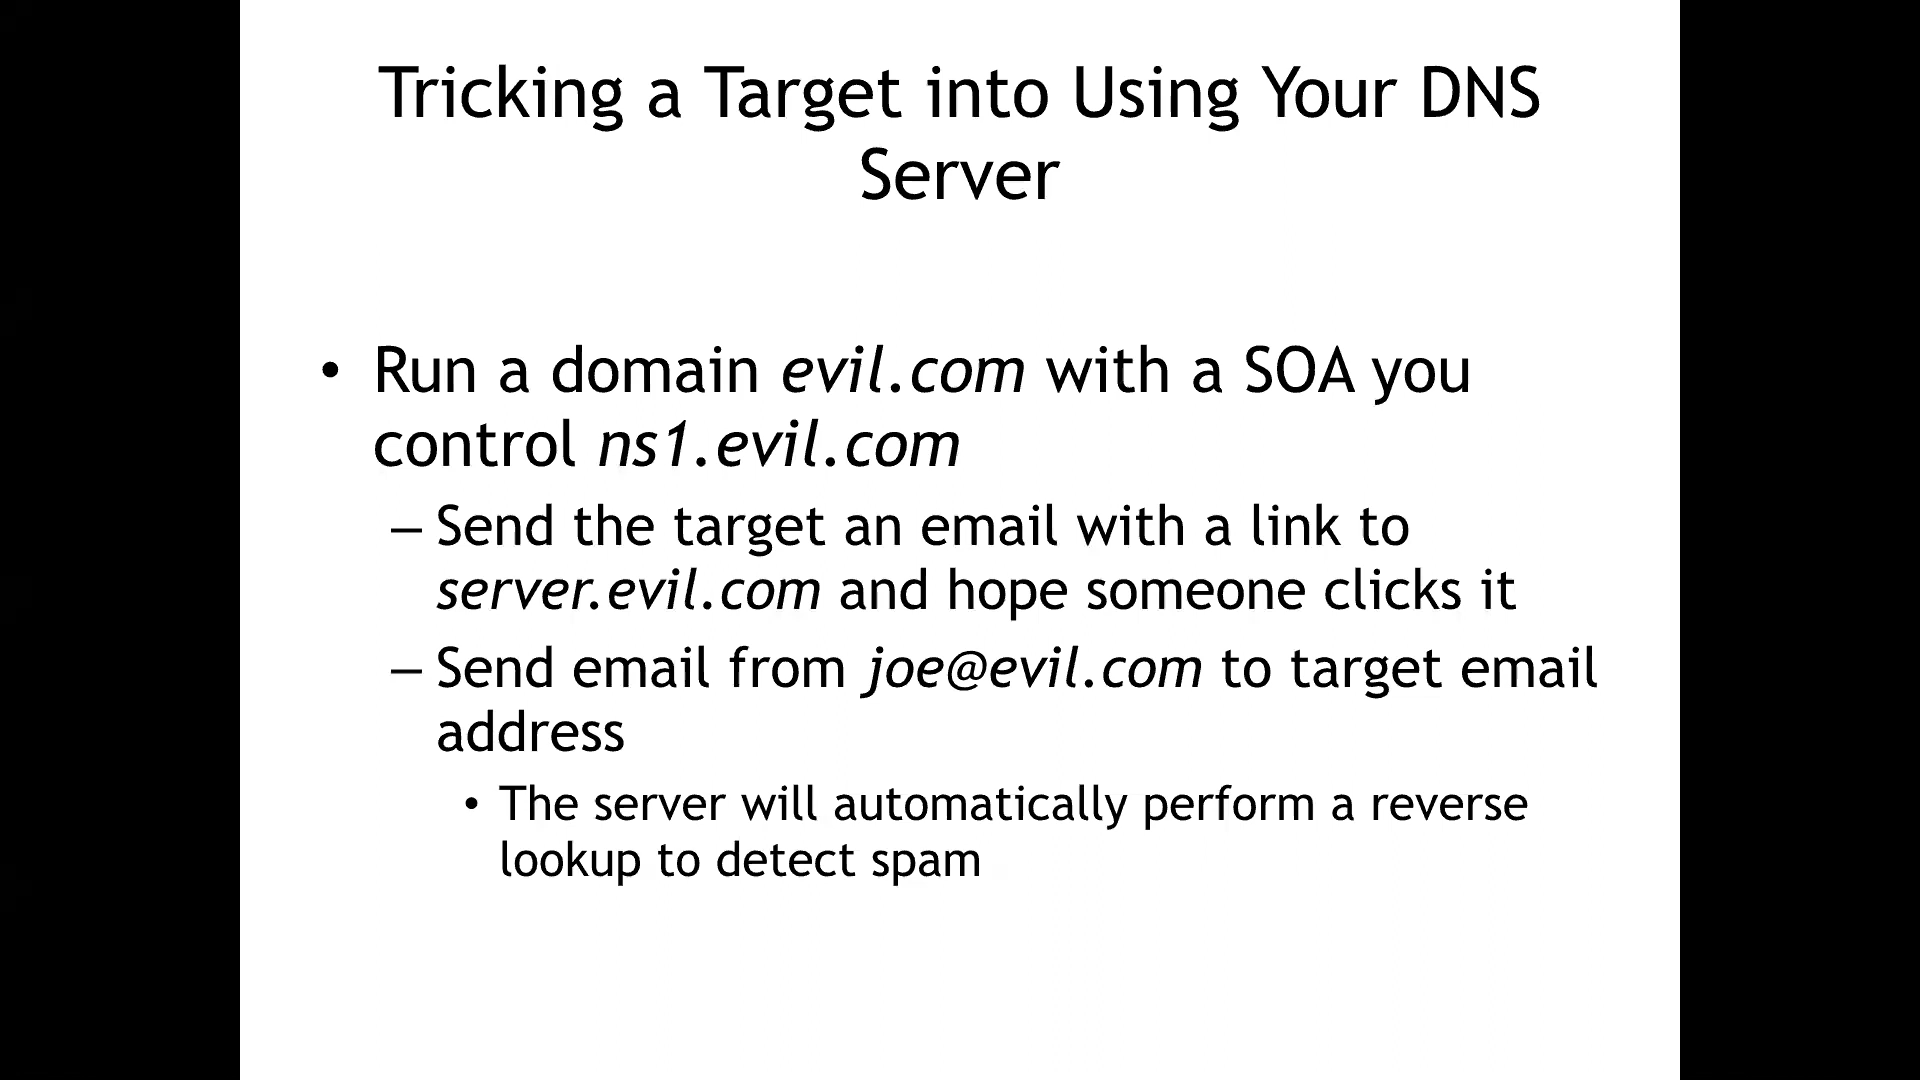 Tricking a Target into Using Your DNS
Server
• Run a domain evil.com with a SOA you
control ns1.evil.com
– Send the target an email with a link to
server.evil.com and hope someone clicks it
– Send email from joe@evil.com to target email
address
• The server will automatically perform a reverse
lookup to detect spam